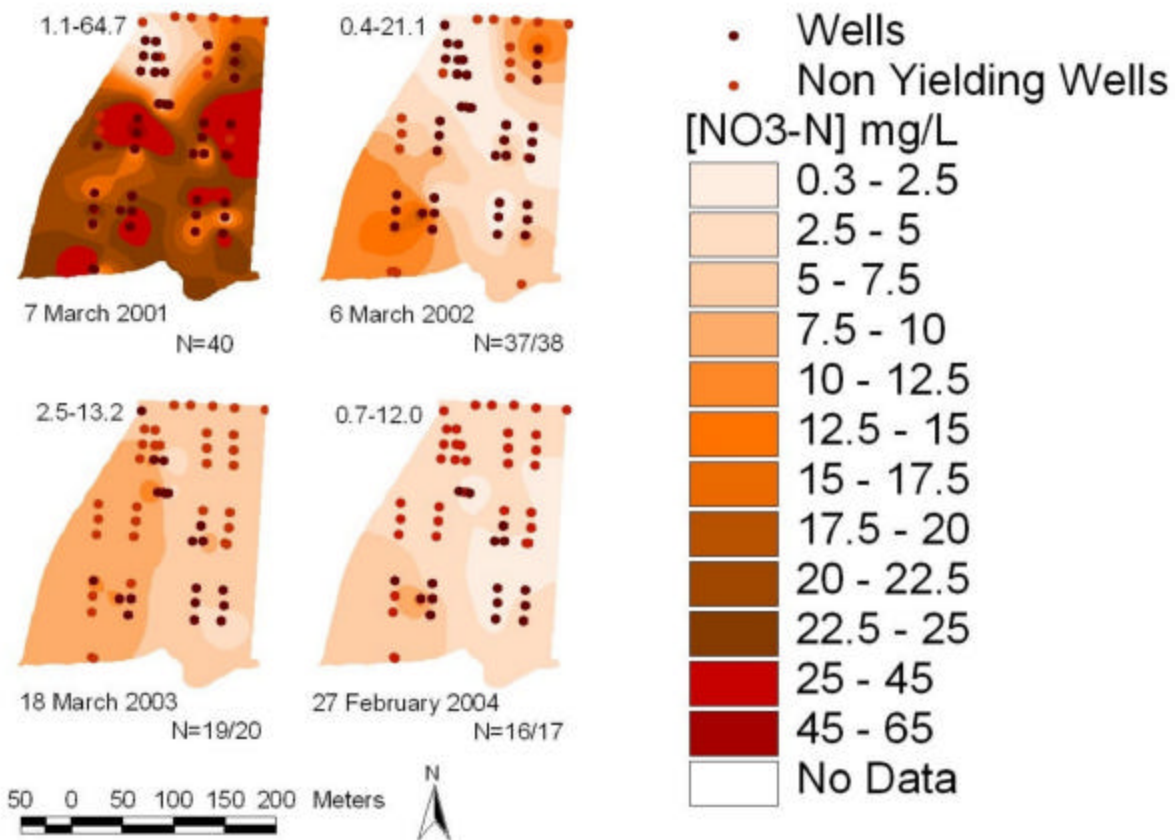 1.1-64.7
7 March 2001
N=40
0.4-21.1
6 March 2002
N=37/38
2.5-13.2
18 March 2003
N=19/20
0.7-12.0
27 February 2004
N=16/17
50 0 50 100 150 200 Meters
N
Wells
Non Yielding Wells
[NO3-N] mg/L
0.3 - 2.5
2.5 - 5
5 - 7.5
7.5 - 10
10 - 12.5
12.5 - 15
15 - 17.5
17.5 - 20
20 - 22.5
22.5 - 25
25 - 45
45 - 65
No Data